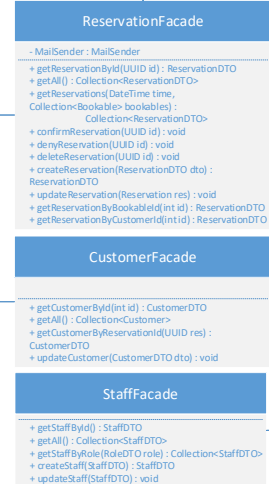 ReservationFacade
- MailSender : MailSender
+ getReservationById(UUID id) : ReservationDTO
+ getAll() : Collection<ReservationDTO>
+ getReservations(DateTime time,
Collection<Bookable> bookables) :
Collection<ReservationDTO>
+ confirmReservation(UUID id) : void
+ denyReservation(UUID id) : void
+ deleteReservation(UUID id) : void
+ createReservation(ReservationDTO dto) :
ReservationDTO
+ updateReservation(Reservation res) : void
+ getReservationByBookableId(int id) : ReservationDTO
+ getReservationByCustomerId(int id) : ReservationDTO
CustomerFacade
+ getCustomerById(int id) : CustomerDTO
+ getAll() : Collection<Customer>
+ getCustomerByReservationId(UUID res) :
CustomerDTO
+ updateCustomer(CustomerDTO dto) : void
StaffFacade
+ getStaffById() : StaffDTO
+ getAll() : Collection<StaffDTO>
+ getStaffByRole(RoleDTO role) : Collection<StaffDTO>
+ createStaff(StaffDTO) : StaffDTO
+ updateStaff(StaffDTO) : void